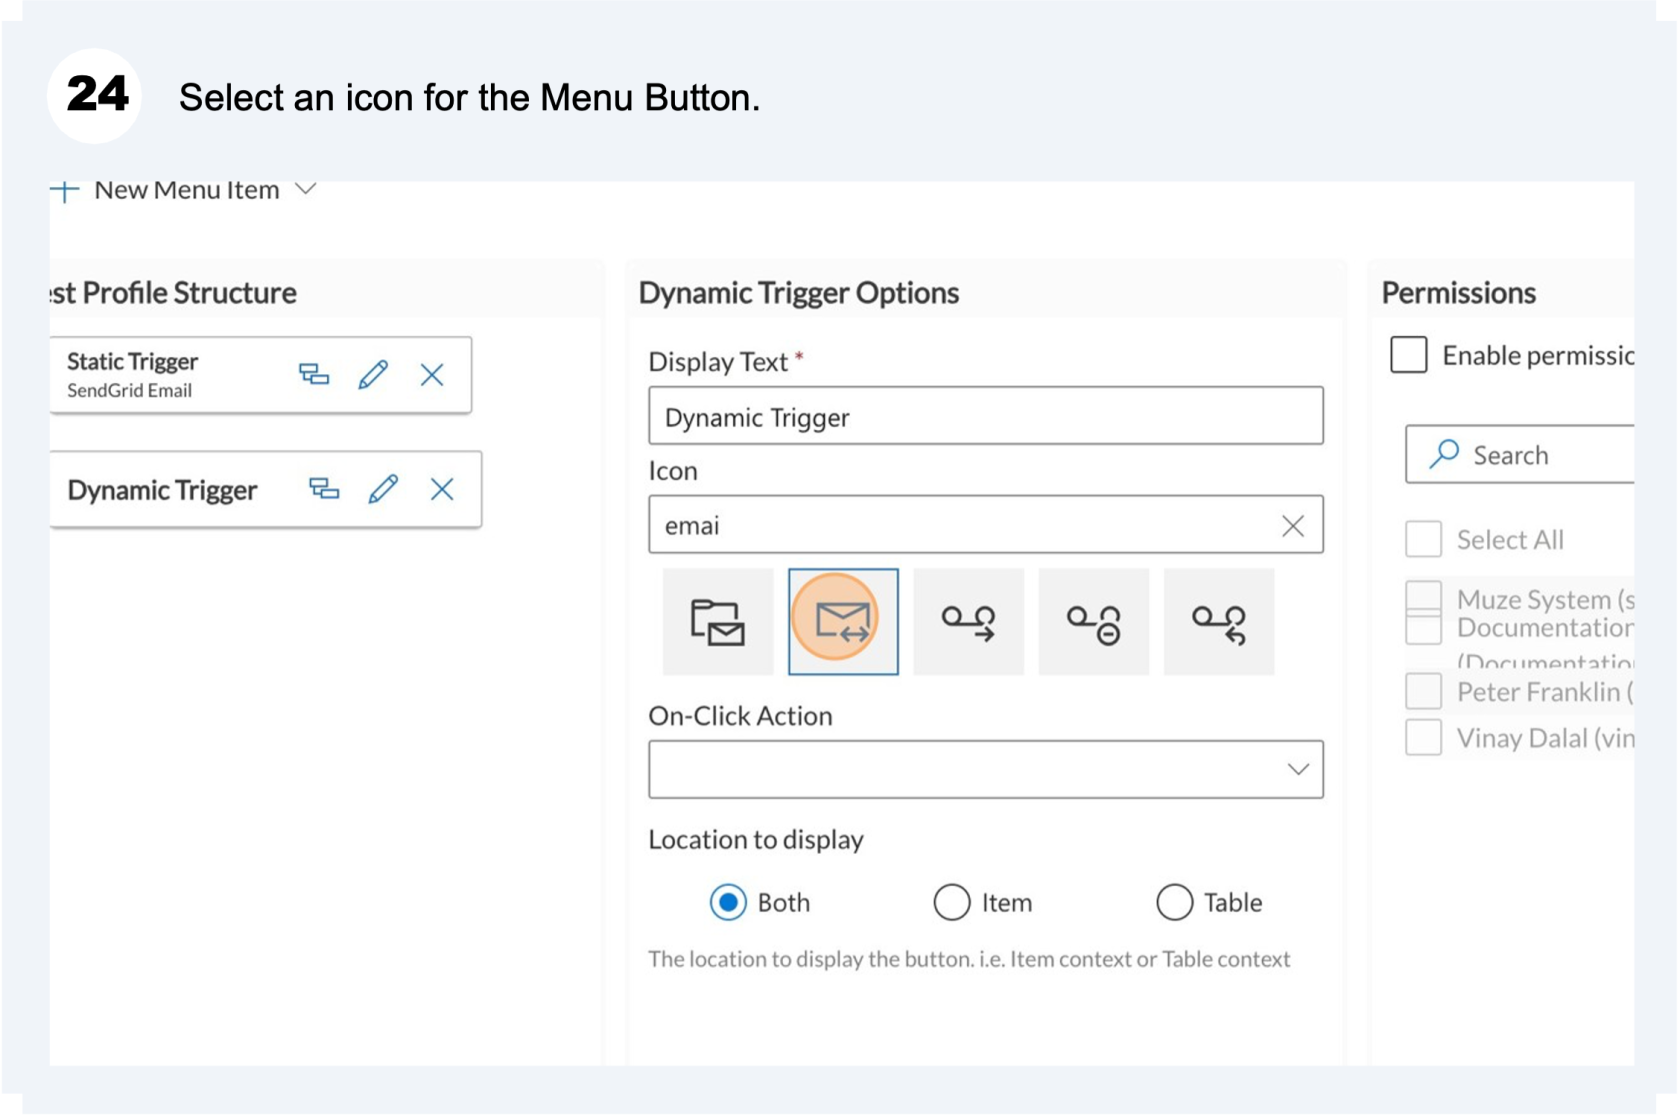 24 Select an icon for the Menu Button.
New Menu Item
st Profile Structure
Static Trigger
SendGrid Email
Dynamic Trigger
Dynamic Trigger Options
Display Text *
Dynamic Trigger
Icon
emai
On-Click Action
Location to display
Both Item Table
The location to display the button. i.e. Item context or Table context
Permissions
Enable permissio
Search
Select All
Muze System (s
Documentation
(Documentation
Peter Franklin (
Vinay Dalal (vin